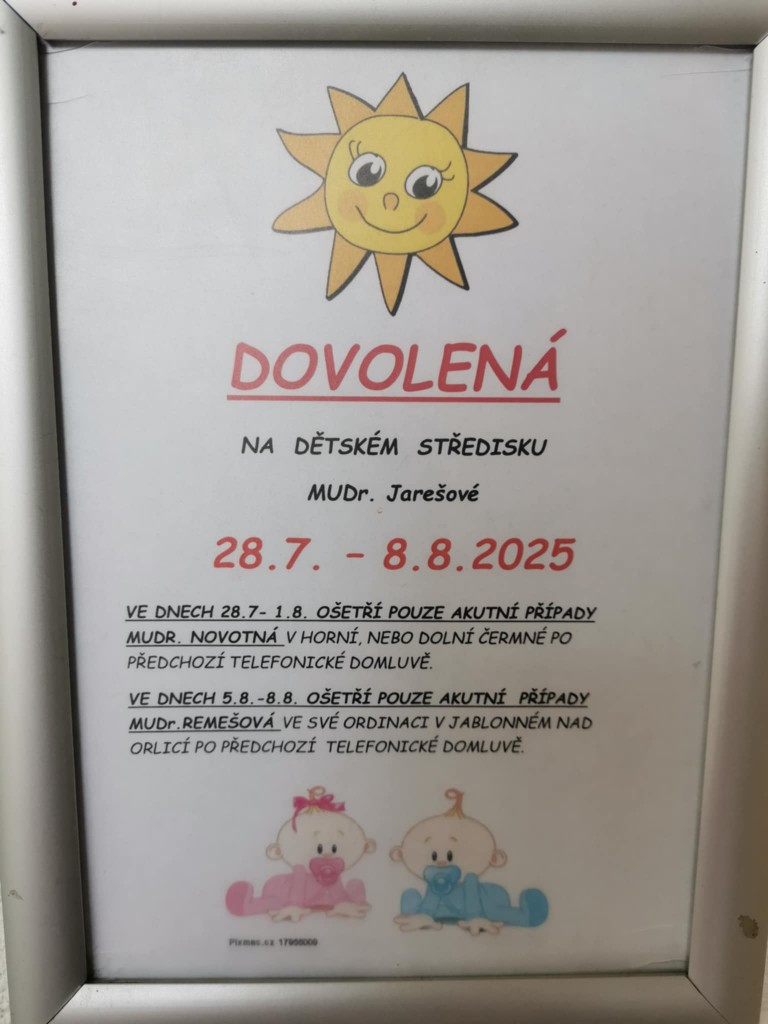 DOVOLENÁ
NA DĚTSKÉM STŘEDISKU
MUDr. Jarešové
28.7. - 8.8.2025
VE DNECH 28.7- 1.8. OŠETŘÍ POUZE AKUTNÍ PŘÍPADY
MUDR. NOVOTNÁ V HORNÍ, NEBO DOLNÍ ČERMNÉ PO
PŘEDCHOZÍ TELEFONICKÉ DOMLUVĚ.
VE DNECH 5.8.-8.8. OŠETŘÍ POUZE AKUTNÍ PŘÍPADY
MUDr.REMEŠOVÁ VE SVÉ ORDINACI V JABLONNÉM NAD
ORLICÍ PO PŘEDCHOZÍ TELEFONICKÉ DOMLUVĚ.
Pixmac.cz